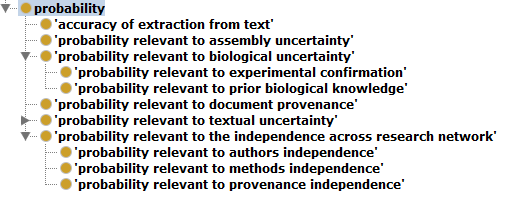 probability
'accuracy of extraction from text'
'probability relevant to assembly uncertainty'
'probability relevant to biological uncertainty'
'probability relevant to experimental confirmation'
'probability relevant to prior biological knowledge'
'probability relevant to document provenance'
'probability relevant to textual uncertainty'
'probability relevant to the independence across research network'
'probability relevant to authors independence'
'probability relevant to methods independence'
'probability relevant to provenance independence'